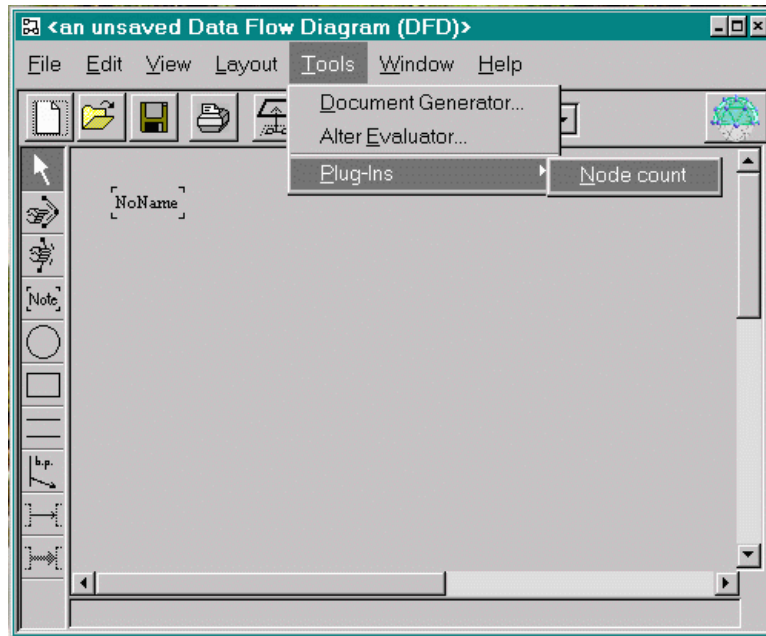 <an unsaved Data Flow Diagram (DFD)>
File Edit View Layout Tools Window Help
Document Generator...
Alter Evaluator...
Plug-Ins
Node count
NoName
Note
b.p.